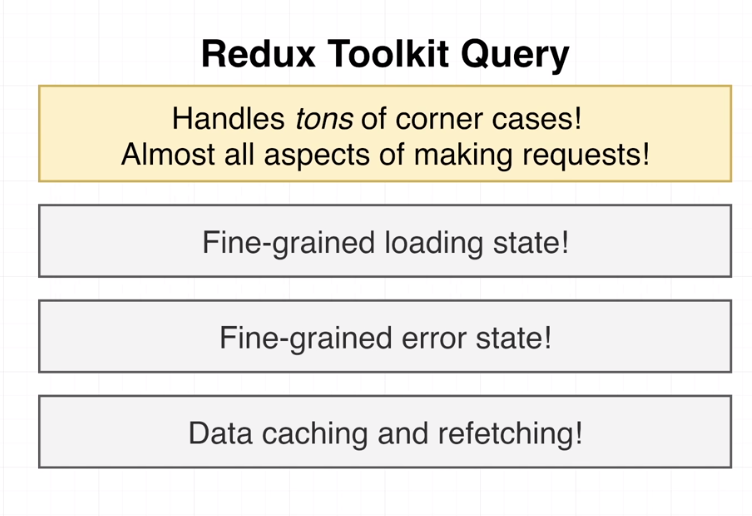 Redux Toolkit Query
Handles tons of corner cases!
Almost all aspects of making requests!
Fine-grained loading state!
Fine-grained error state!
Data caching and refetching!